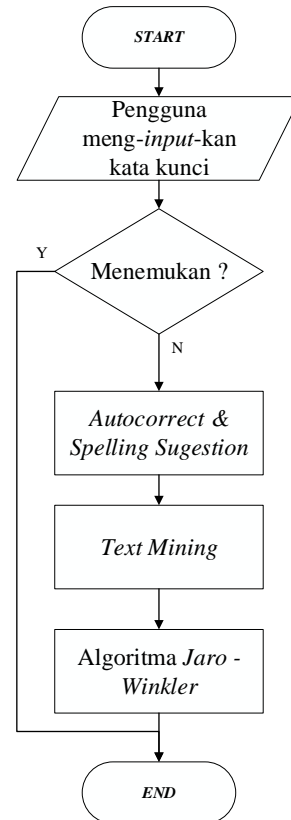 START
Pengguna
meng-input-kan
kata kunci
Y
Menemukan ?
N
Autocorrect &
Spelling Sugestion
Text Mining
Algoritma Jaro -
Winkler
END